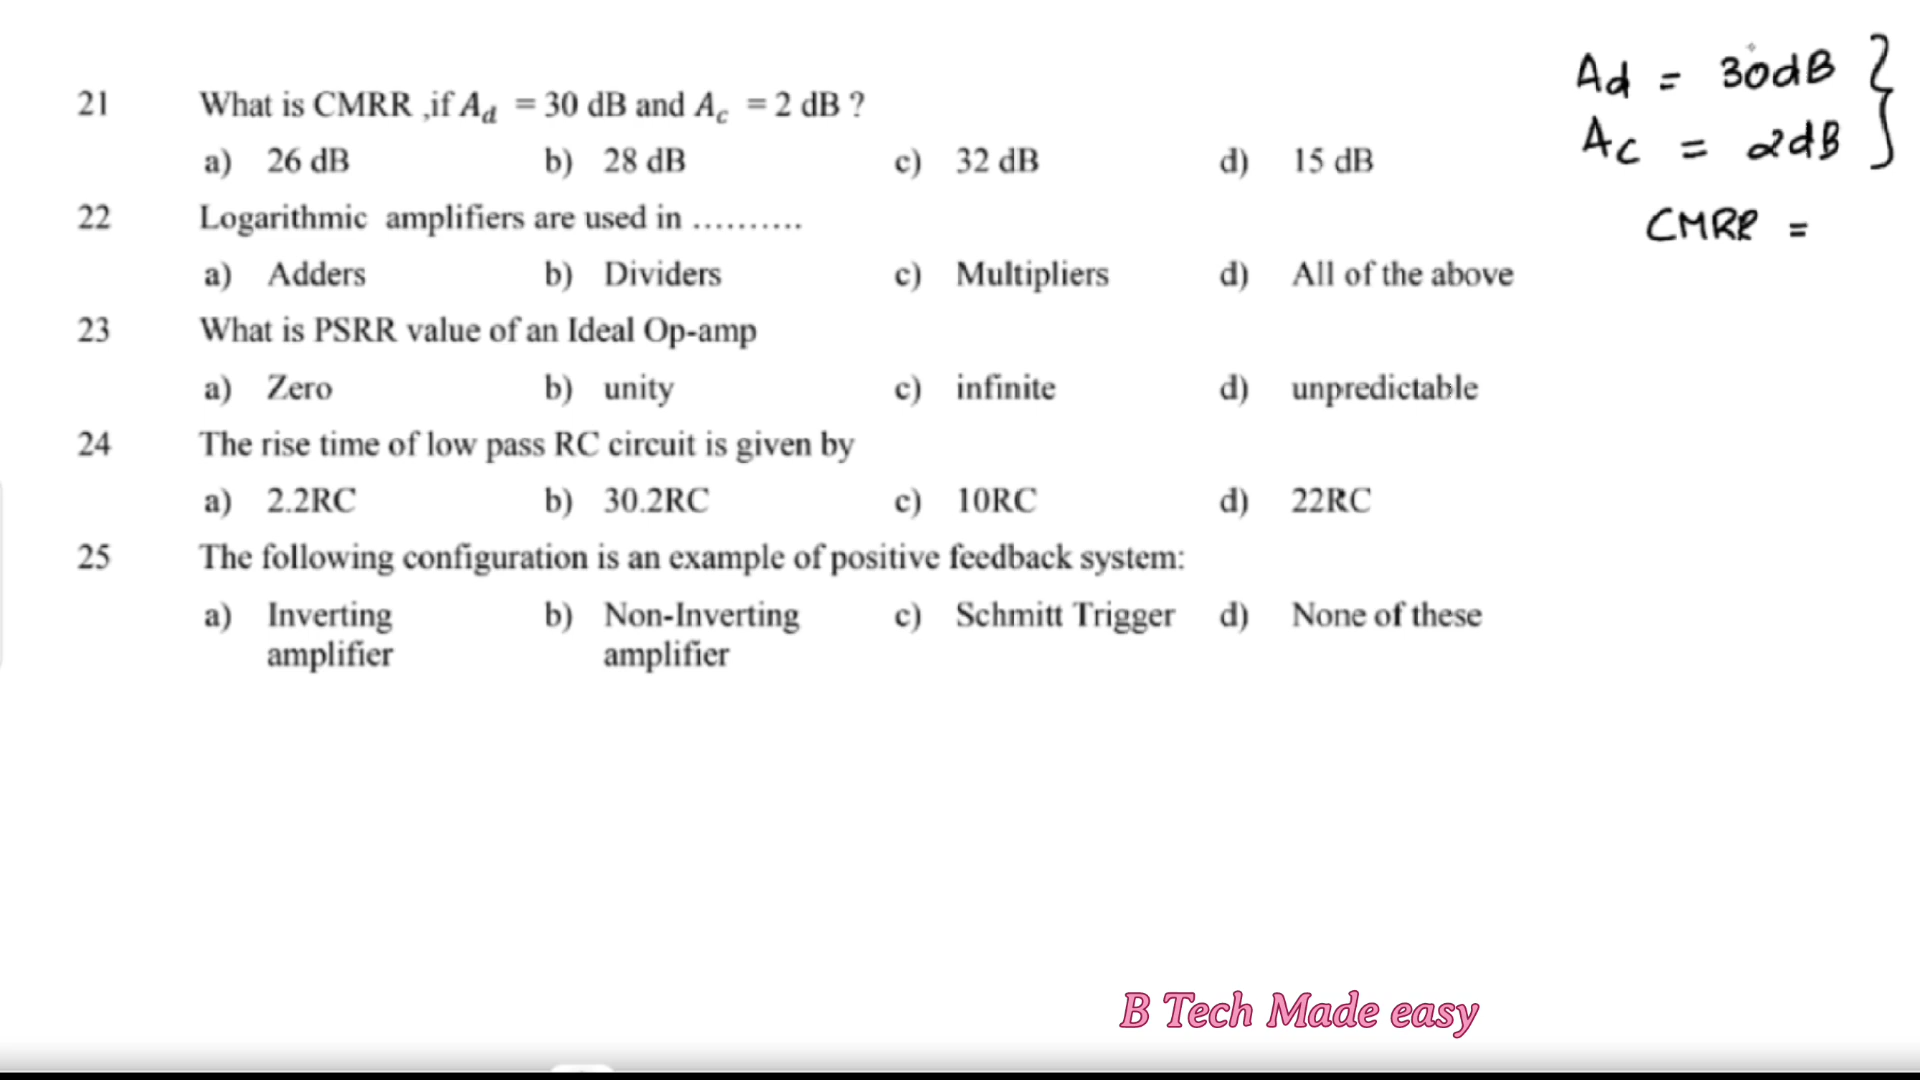 21 What is CMRR ,if Ad = 30 dB and Ac = 2 dB ?
a) 26 dB b) 28 dB c) 32 dB d) 15 dB
22 Logarithmic amplifiers are used in ..........
a) Adders b) Dividers c) Multipliers d) All of the above
23 What is PSRR value of an Ideal Op-amp
a) Zero b) unity c) infinite d) unpredictable
24 The rise time of low pass RC circuit is given by
a) 2.2RC b) 30.2RC c) 10RC d) 22RC
25 The following configuration is an example of positive feedback system:
a) Inverting amplifier b) Non-Inverting amplifier c) Schmitt Trigger d) None of these
Ad = 30dB }
Ac = 2dB
CMRR =
B Tech Made easy